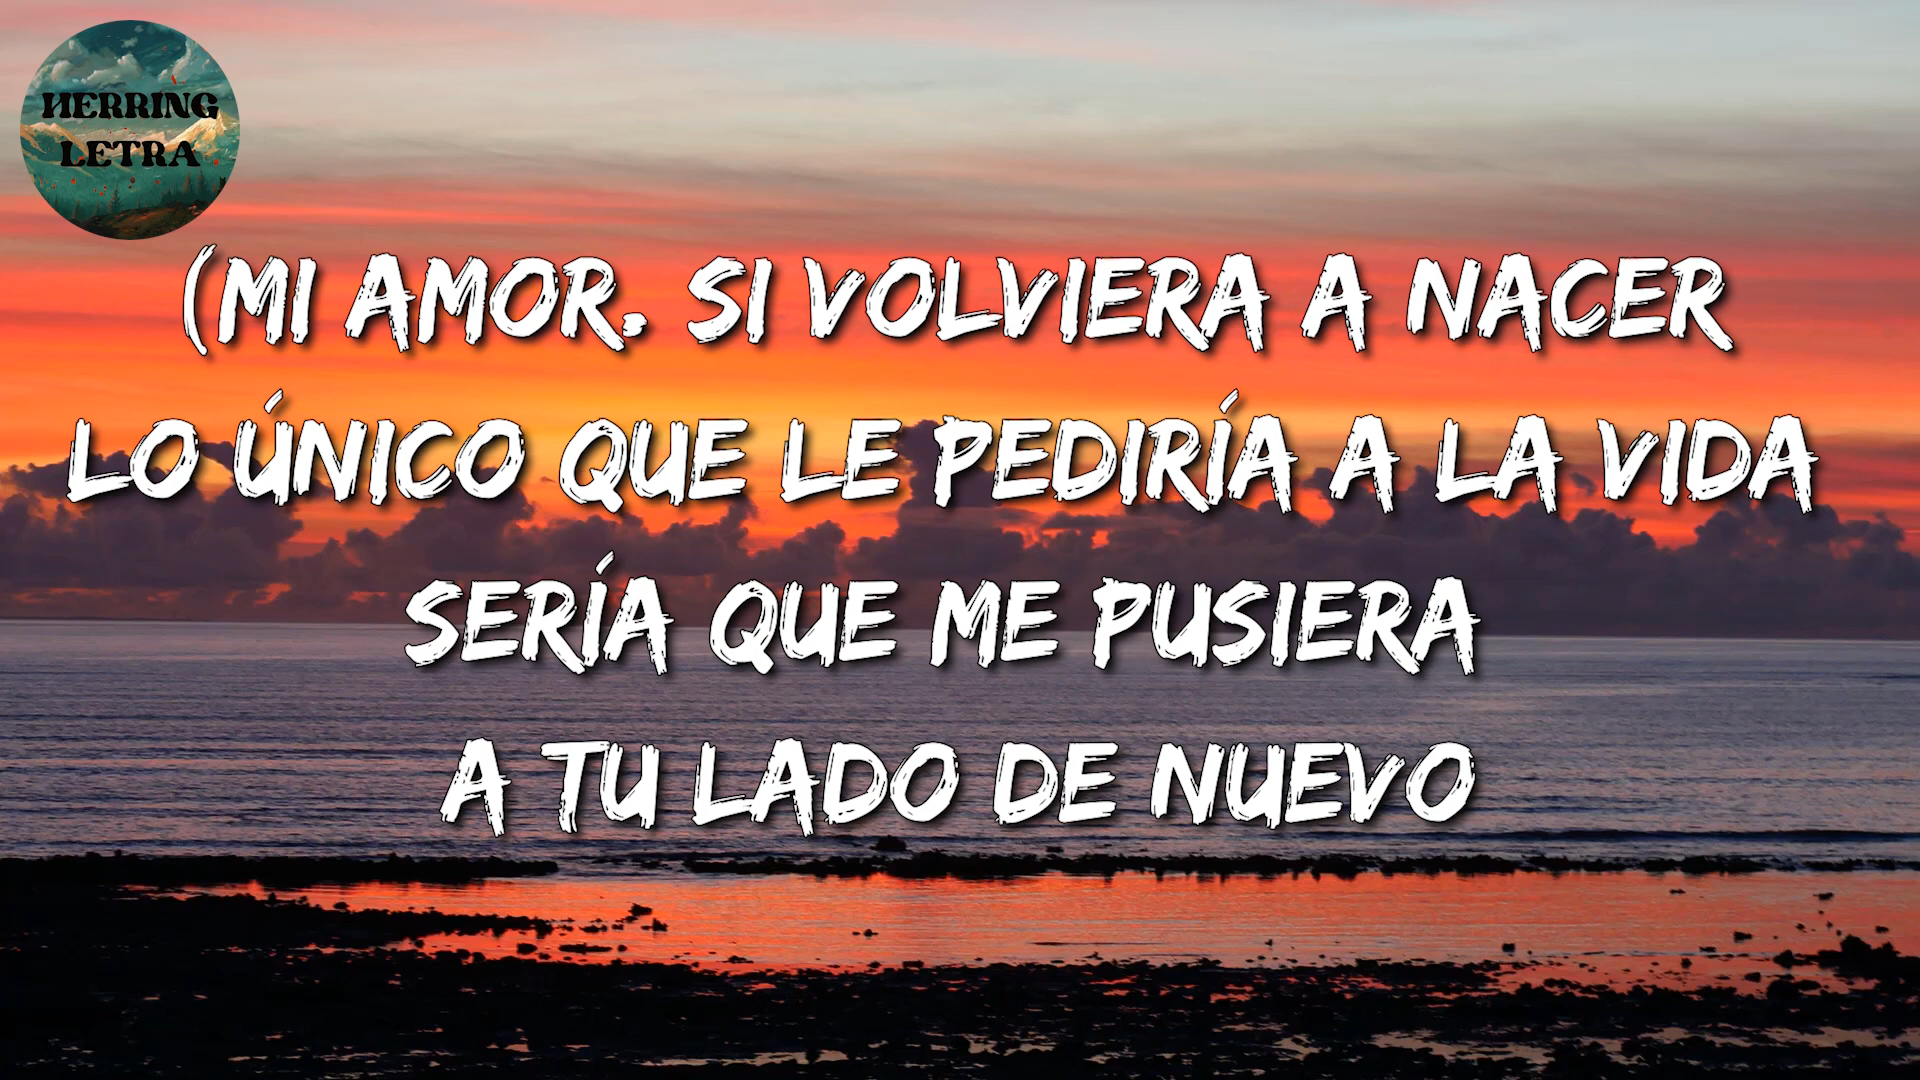 HERRING
LETRA
(MI AMOR. SI VOLVIERA A NACER
LO ÚNICO QUE LE PEDIRÍA A LA VIDA
SERÍA QUE ME PUSIERA
A TU LADO DE NUEVO